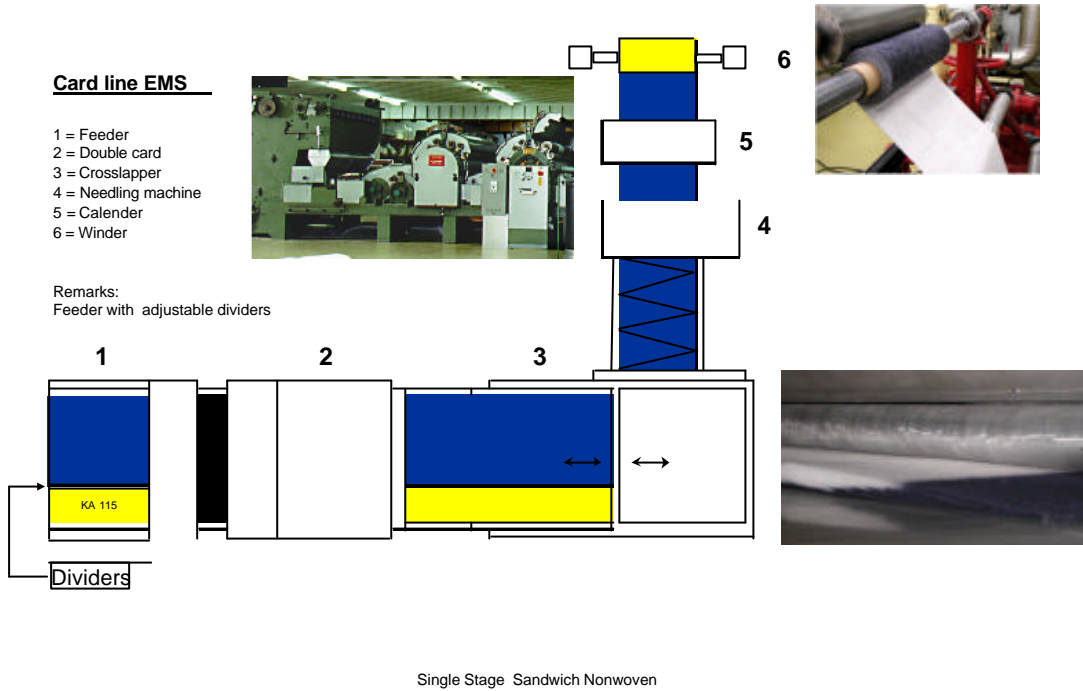 Card line EMS
1 = Feeder
2 = Double card
3 = Crosslapper
4 = Needling machine
5 = Calender
6 = Winder
Remarks:
Feeder with adjustable dividers
6
5
4
1
2
3
KA 115
Dividers
Single Stage Sandwich Nonwoven